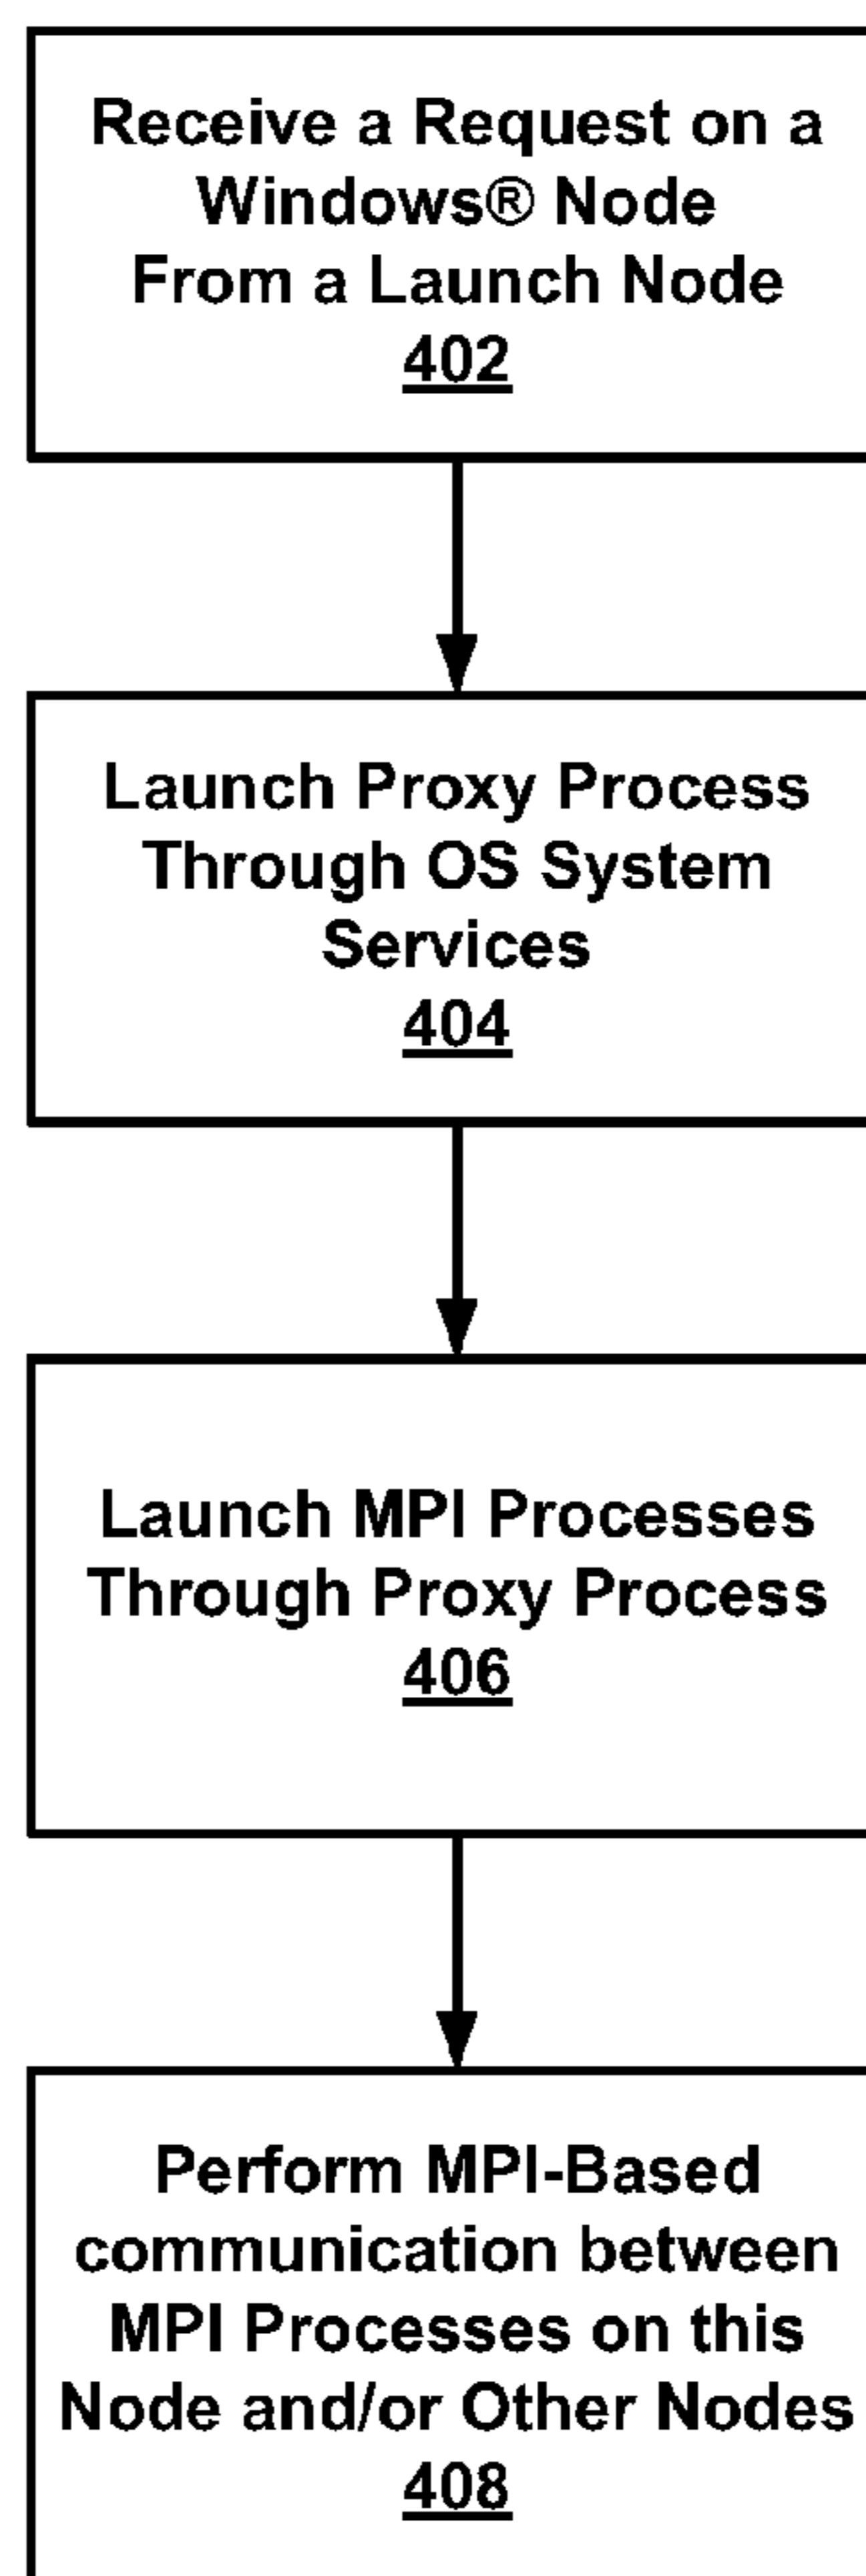 Receive a Request on a
Windows® Node
From a Launch Node
402
Launch Proxy Process
Through OS System
Services
404
Launch MPI Processes
Through Proxy Process
406
Perform MPI-Based
communication between
MPI Processes on this
Node and/or Other Nodes
408